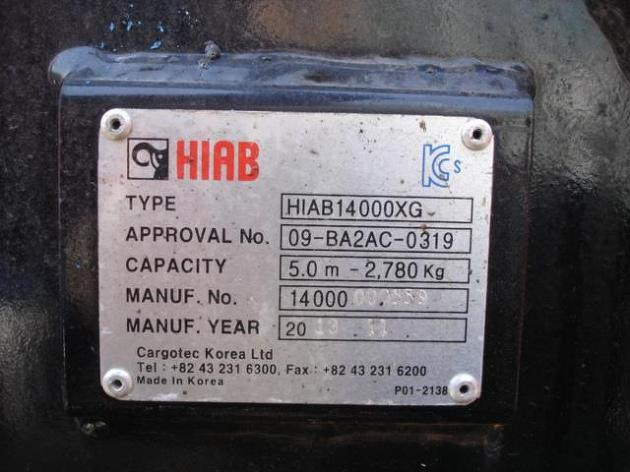 HIAB
KCs
TYPE HIAB14000XG
APPROVAL No. 09-BA2AC-0319
CAPACITY 5.0 m - 2,780 Kg
MANUF. No. 14000
MANUF. YEAR 20 13 11
Cargotec Korea Ltd
Tel : +82 43 231 6300, Fax : +82 43 231 6200
Made In Korea
P01-2138